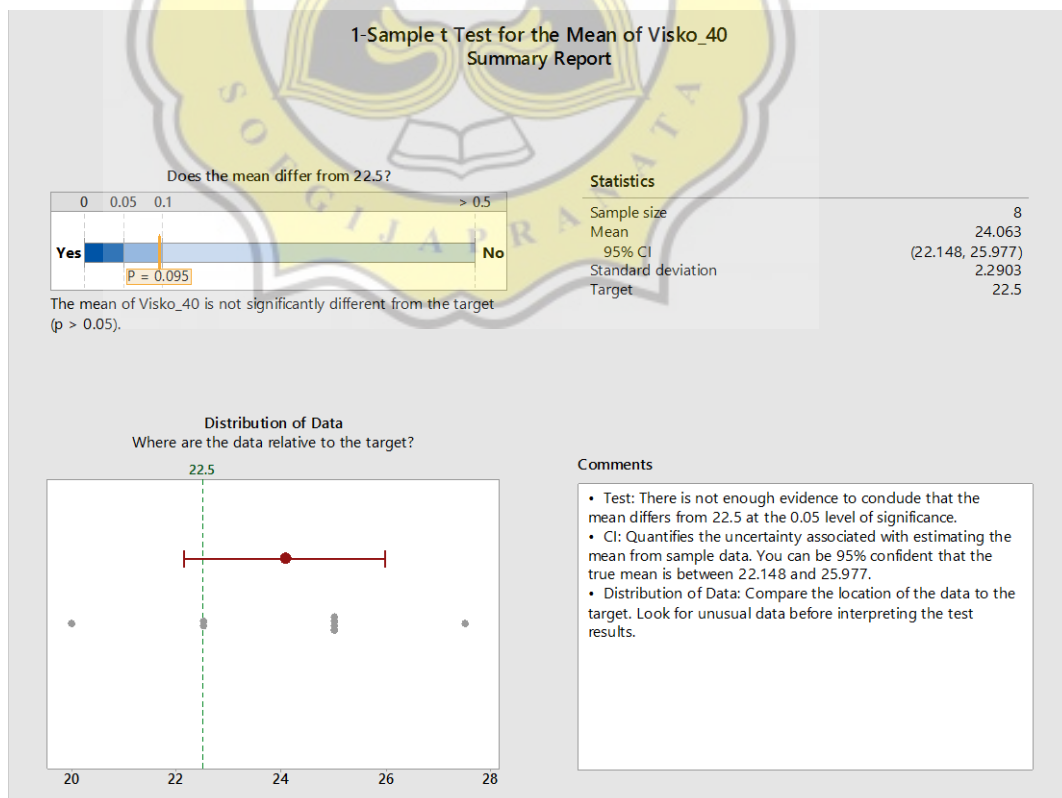 1-Sample t Test for the Mean of Visko_40
Summary Report
SOEGIJAPRANATA
Does the mean differ from 22.5?
0 0.05 0.1 > 0.5
Yes No
P = 0.095
The mean of Visko_40 is not significantly different from the target
(p > 0.05).
Statistics
Sample size 8
Mean 24.063
95% CI (22.148, 25.977)
Standard deviation 2.2903
Target 22.5
Distribution of Data
Where are the data relative to the target?
22.5
20 22 24 26 28
Comments
• Test: There is not enough evidence to conclude that the
mean differs from 22.5 at the 0.05 level of significance.
• CI: Quantifies the uncertainty associated with estimating the
mean from sample data. You can be 95% confident that the
true mean is between 22.148 and 25.977.
• Distribution of Data: Compare the location of the data to the
target. Look for unusual data before interpreting the test
results.